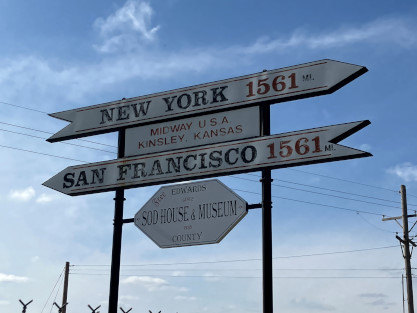 NEW YORK 1561 MI.
MIDWAY U.S.A
KINSLEY, KANSAS
SAN FRANCISCO 1561 MI.
EDWARDS
SOD HOUSE & MUSEUM
COUNTY